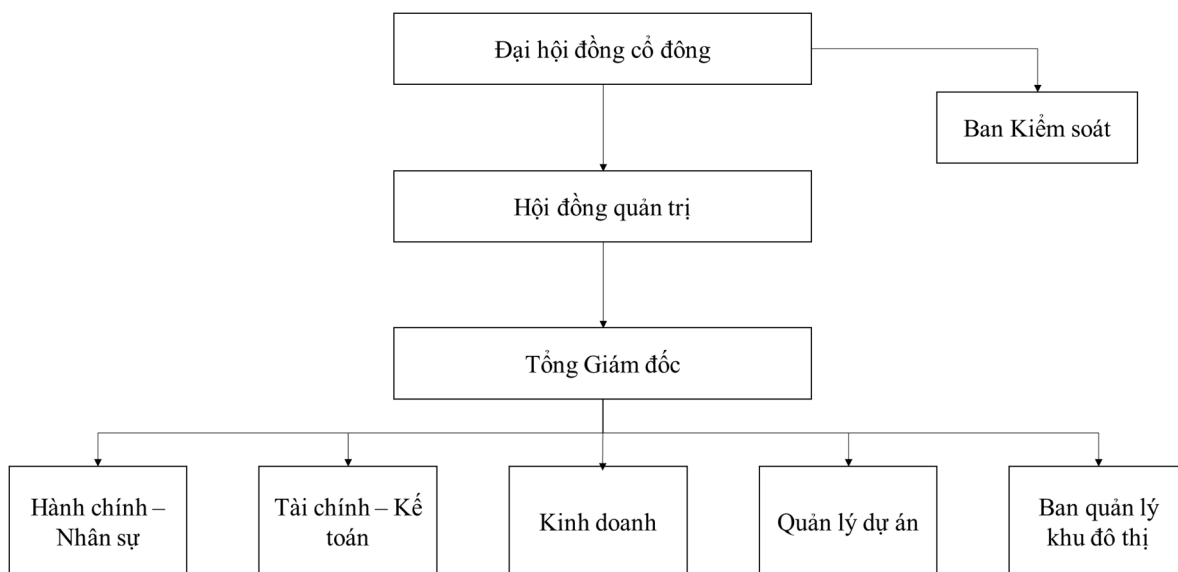 Đại hội đồng cổ đông
Ban Kiểm soát
Hội đồng quản trị
Tổng Giám đốc
Hành chính –
Nhân sự
Tài chính – Kế
toán
Kinh doanh
Quản lý dự án
Ban quản lý
khu đô thị